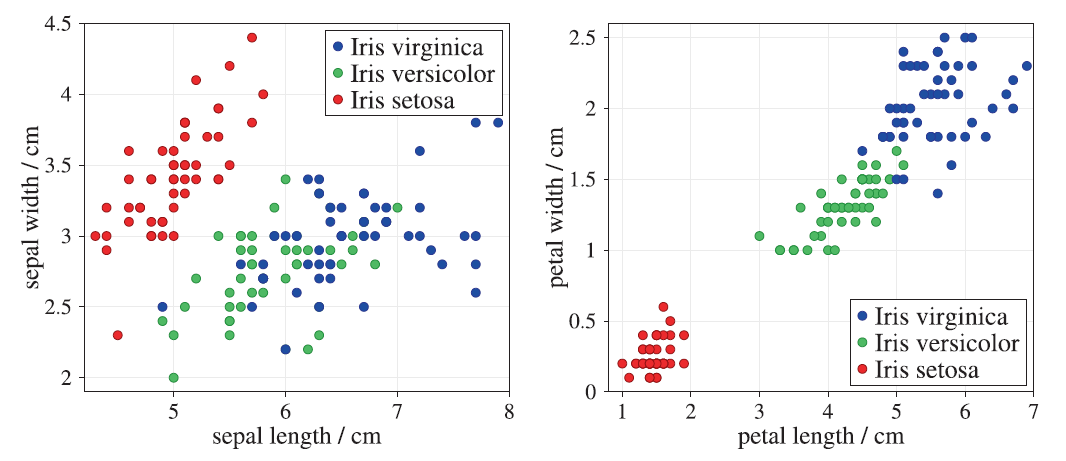 4.5
4
3.5
3
2.5
2
sepal width / cm
Iris virginica
Iris versicolor
Iris setosa
5
6
7
8
sepal length / cm
2.5
2
1.5
1
0.5
0
petal width / cm
Iris virginica
Iris versicolor
Iris setosa
1
2
3
4
5
6
7
petal length / cm